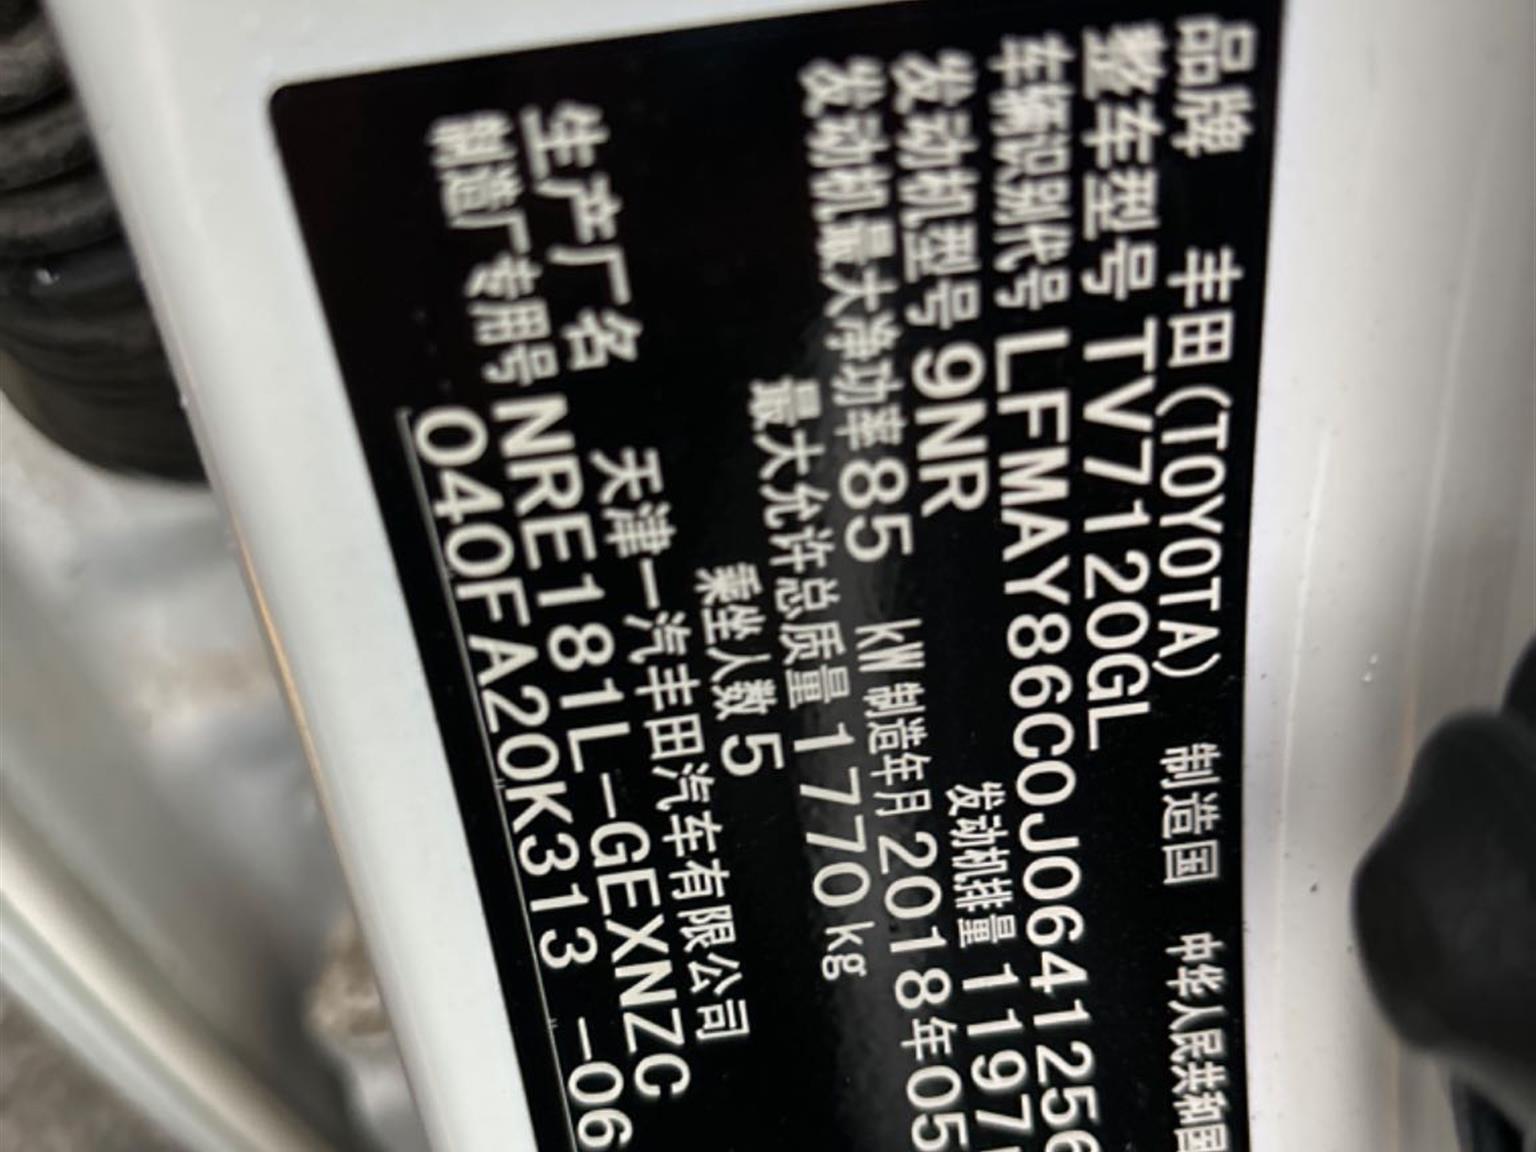 品牌 丰田(TOYOTA) 制造国 中华人民共和国
整车型号 TV7120GL
车辆识别代号 LFMAY86C0J0641256
发动机型号 9NR 发动机排量 1197
发动机最大净功率 85 kW 制造年月 2018年05
最大允许总质量 1770kg
乘坐人数 5
生产厂名 天津一汽丰田汽车有限公司
制造厂专用号 NRE181L-GEXNZC
040FA20K313 -06